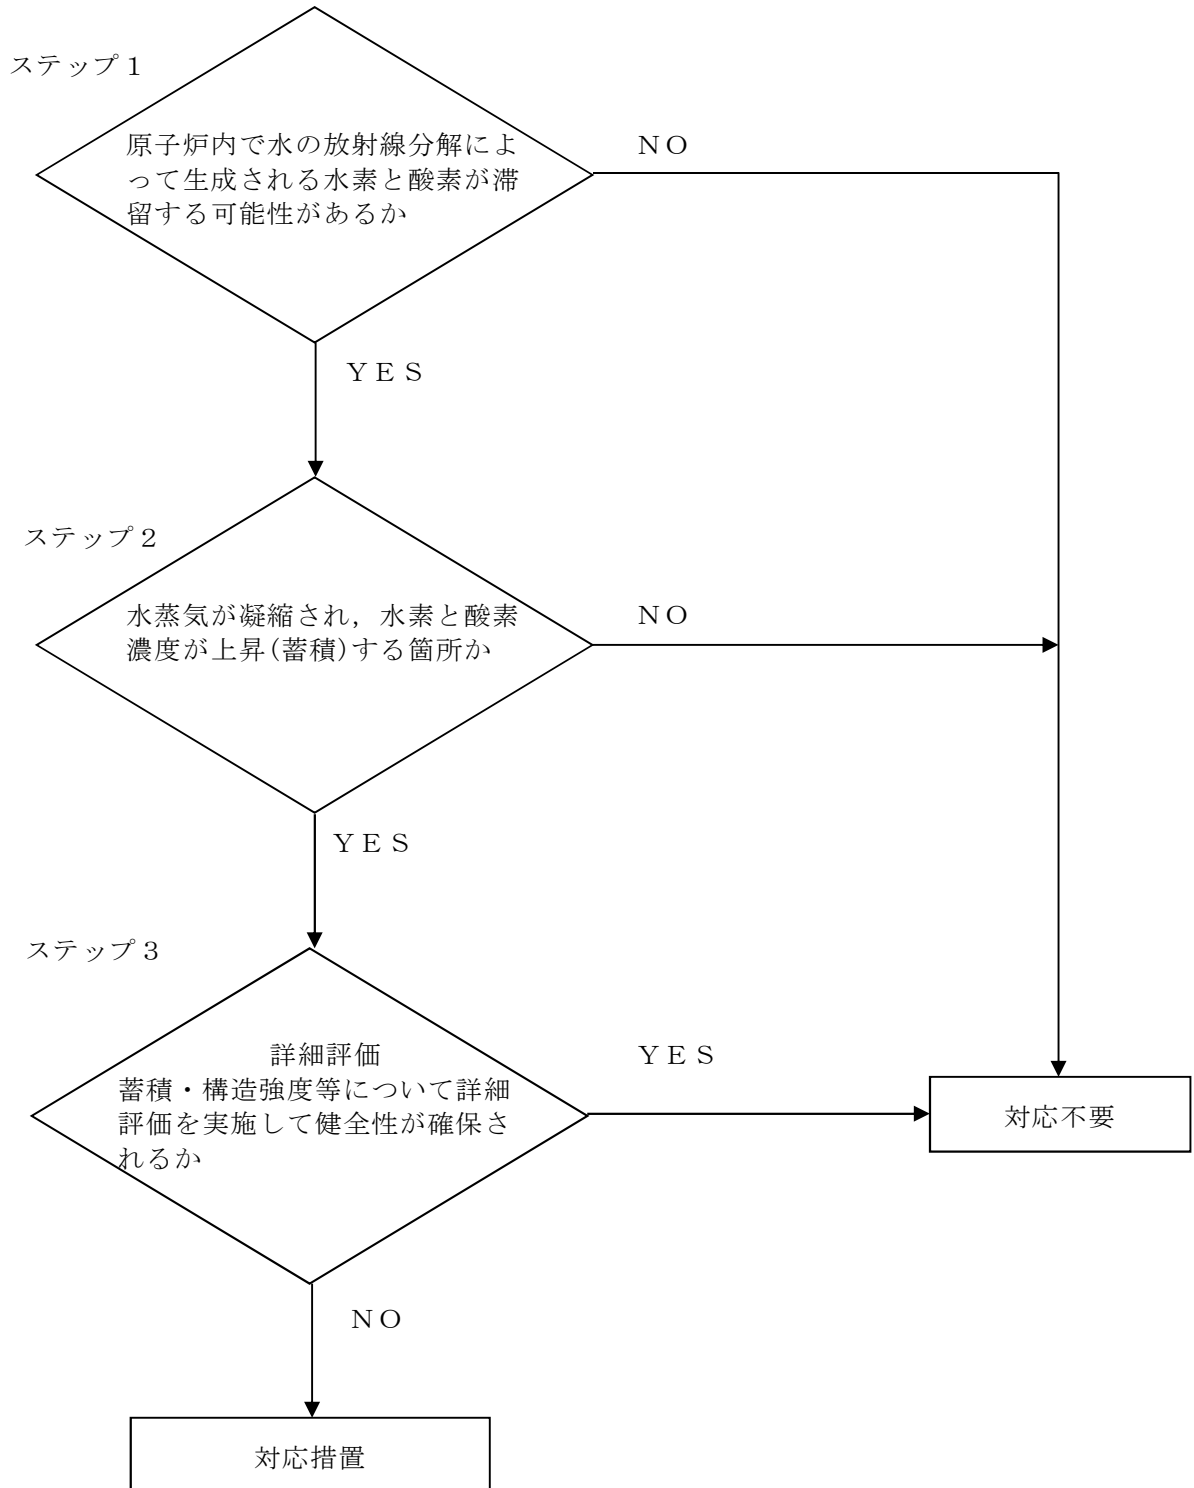 ステップ１
原子炉内で水の放射線分解によ
って生成される水素と酸素が滞
留する可能性があるか
ＮＯ
ＹＥＳ
ステップ２
水蒸気が凝縮され，水素と酸素
濃度が上昇(蓄積)する箇所か
ＮＯ
ＹＥＳ
ステップ３
詳細評価
蓄積・構造強度等について詳細
評価を実施して健全性が確保さ
れるか
ＹＥＳ
対応不要
ＮＯ
対応措置